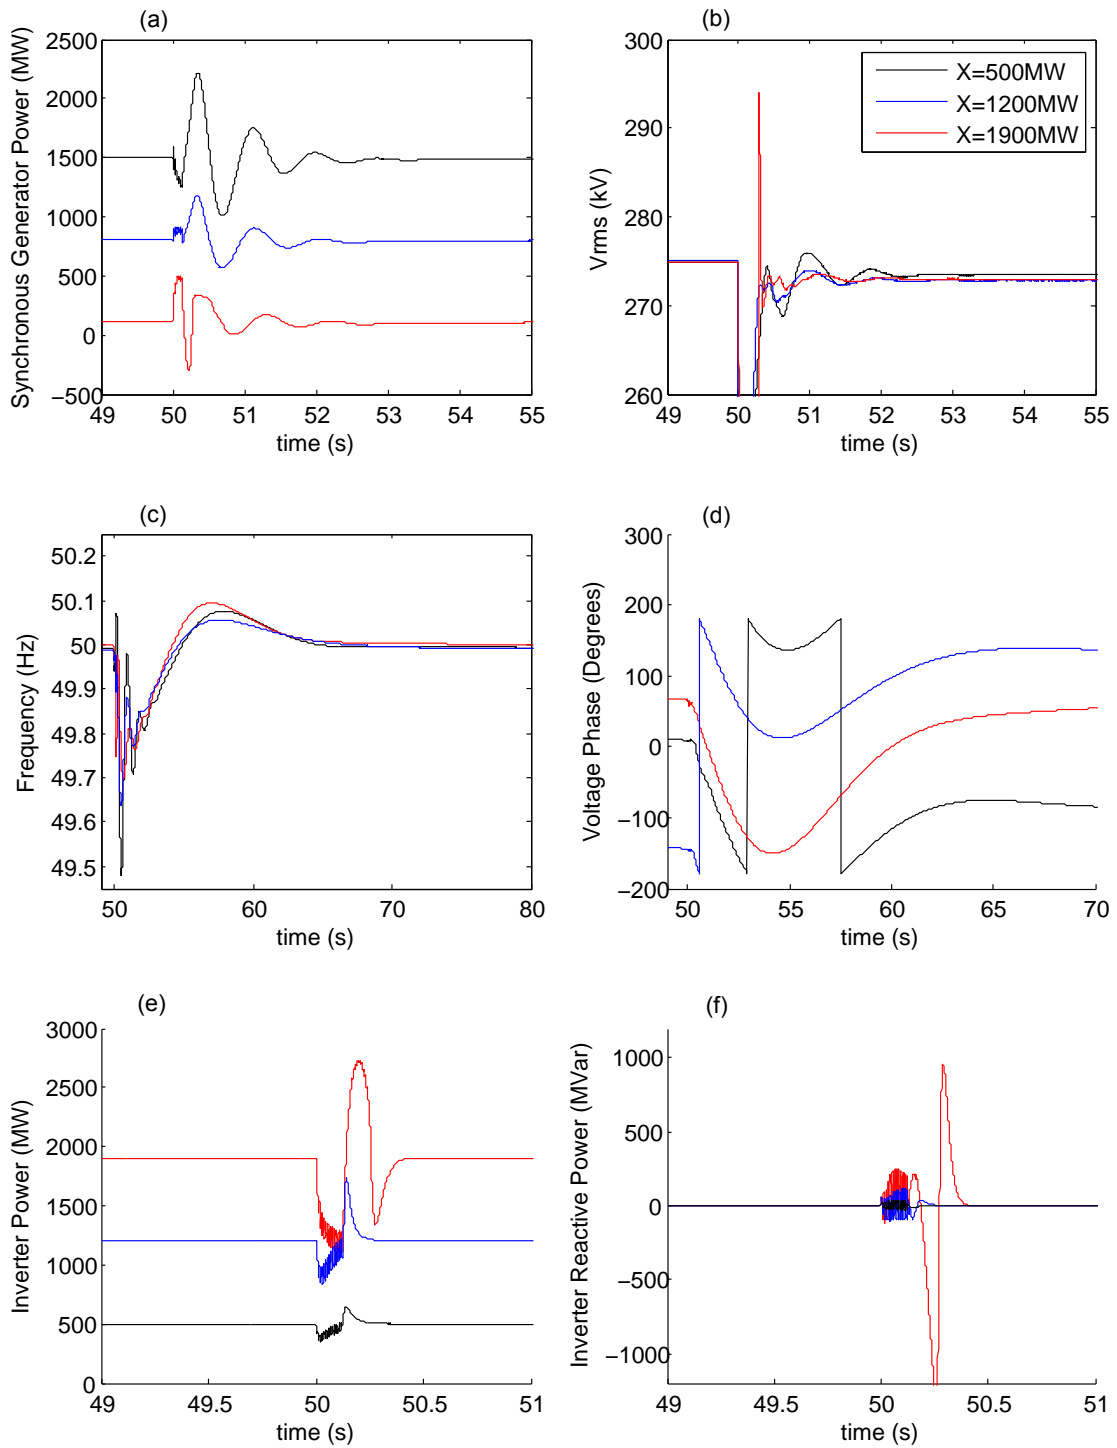 (a)
Synchronous Generator Power (MW)
2500
2000
1500
1000
500
0
−500
49 50 51 52 53 54 55
time (s)
(b)
Vrms (kV)
300
290
280
270
260
X=500MW
X=1200MW
X=1900MW
49 50 51 52 53 54 55
time (s)
(c)
Frequency (Hz)
50.2
50.1
50
49.9
49.8
49.7
49.6
49.5
50 60 70 80
time (s)
(d)
Voltage Phase (Degrees)
300
200
100
0
−100
−200
50 55 60 65 70
time (s)
(e)
Inverter Power (MW)
3000
2500
2000
1500
1000
500
0
49 49.5 50 50.5 51
time (s)
(f)
Inverter Reactive Power (MVar)
1000
500
0
−500
−1000
49 49.5 50 50.5 51
time (s)